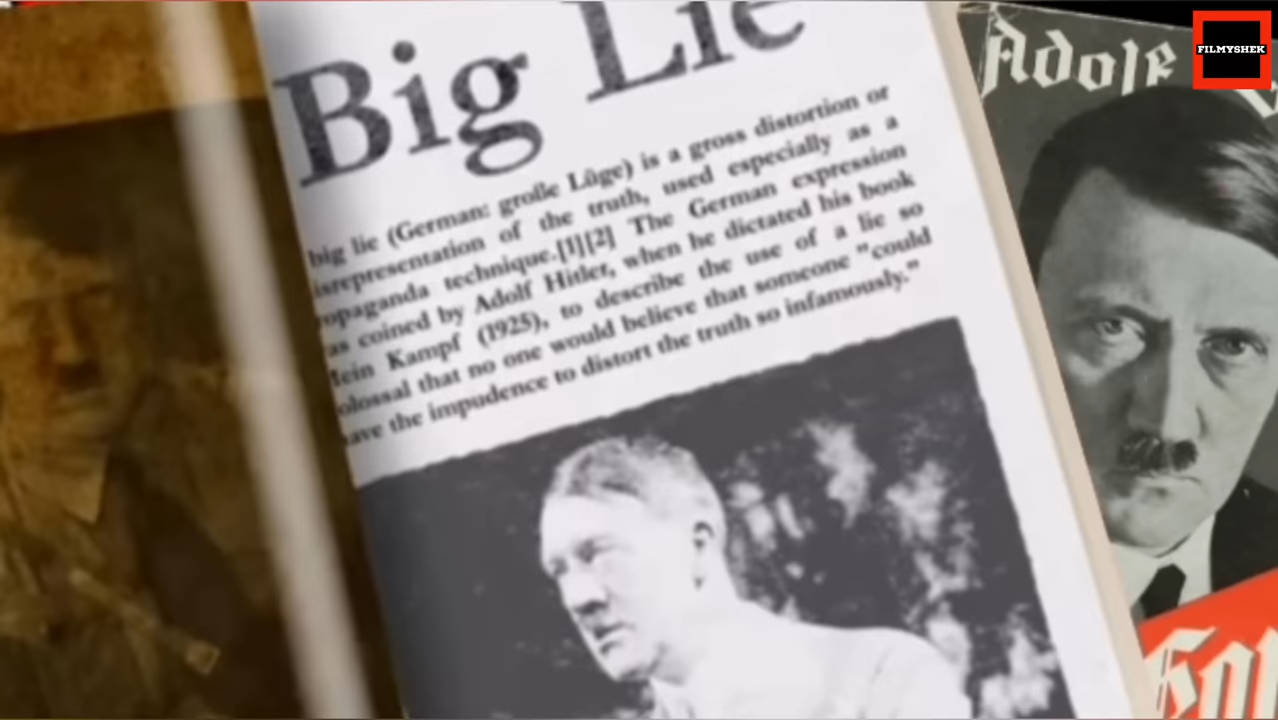 Big Lie
big lie (German: große Lüge) is a gross distortion or
isrepresentation of the truth, used especially as a
opaganda technique.[1][2] The German expression
as coined by Adolf Hitler, when he dictated his book
lein Kampf (1925), to describe the use of a lie so
olossal that no one would believe that someone "could
ave the impudence to distort the truth so infamously."
Adolf
FILMYSHEK